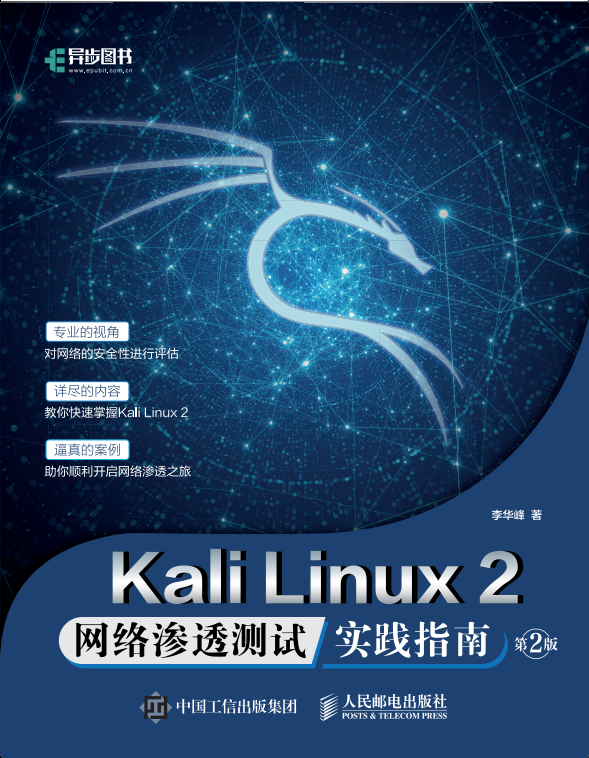 异步图书
www.epubit.com.cn
专业的视角
对网络的安全性进行评估
详尽的内容
教你快速掌握Kali Linux 2
逼真的案例
助你顺利开启网络渗透之旅
李华峰 著
Kali Linux 2
网络渗透测试 实践指南 第2版
中国工信出版集团 人民邮电出版社
POSTS & TELECOM PRESS